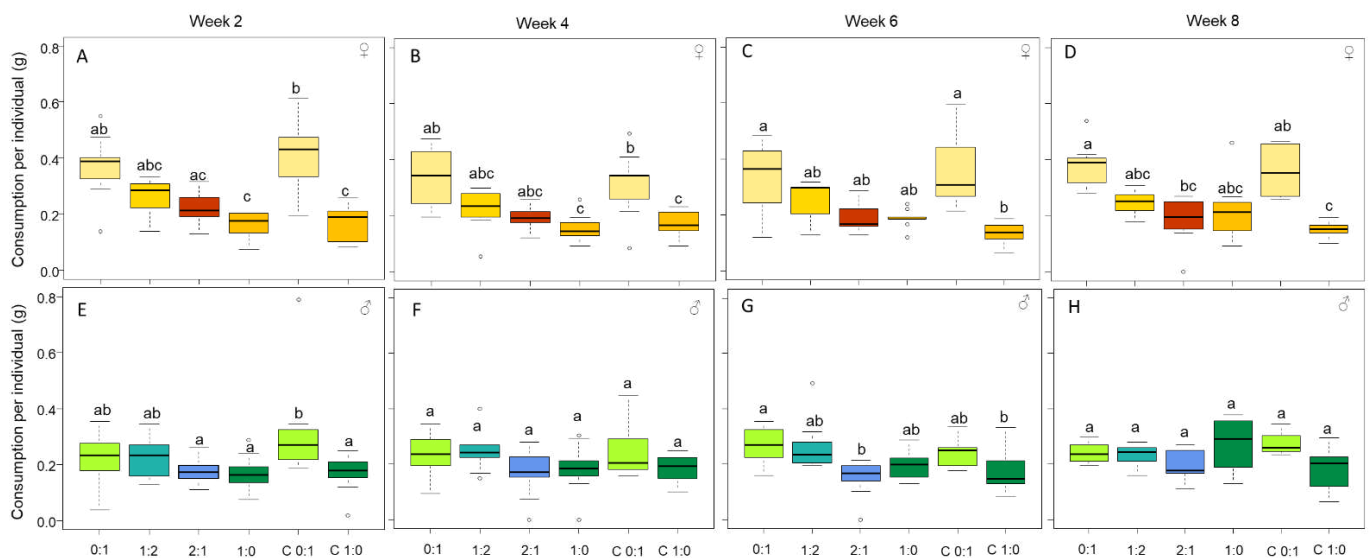 Week 2 Week 4 Week 6 Week 8
Consumption per individual (g)
0.8
0.6
0.4
0.2
0.0
A ♀
ab abc ac c b c
B ♀
ab abc abc c b c
C ♀
a ab ab ab a b
D ♀
a abc bc abc ab c
Consumption per individual (g)
0.8
0.6
0.4
0.2
0.0
E ♂
ab ab a a b a
F ♂
a a a a a a
G ♂
a ab b ab ab b
H ♂
a a a a a a
0:1 1:2 2:1 1:0 C 0:1 C 1:0 0:1 1:2 2:1 1:0 C 0:1 C 1:0 0:1 1:2 2:1 1:0 C 0:1 C 1:0 0:1 1:2 2:1 1:0 C 0:1 C 1:0